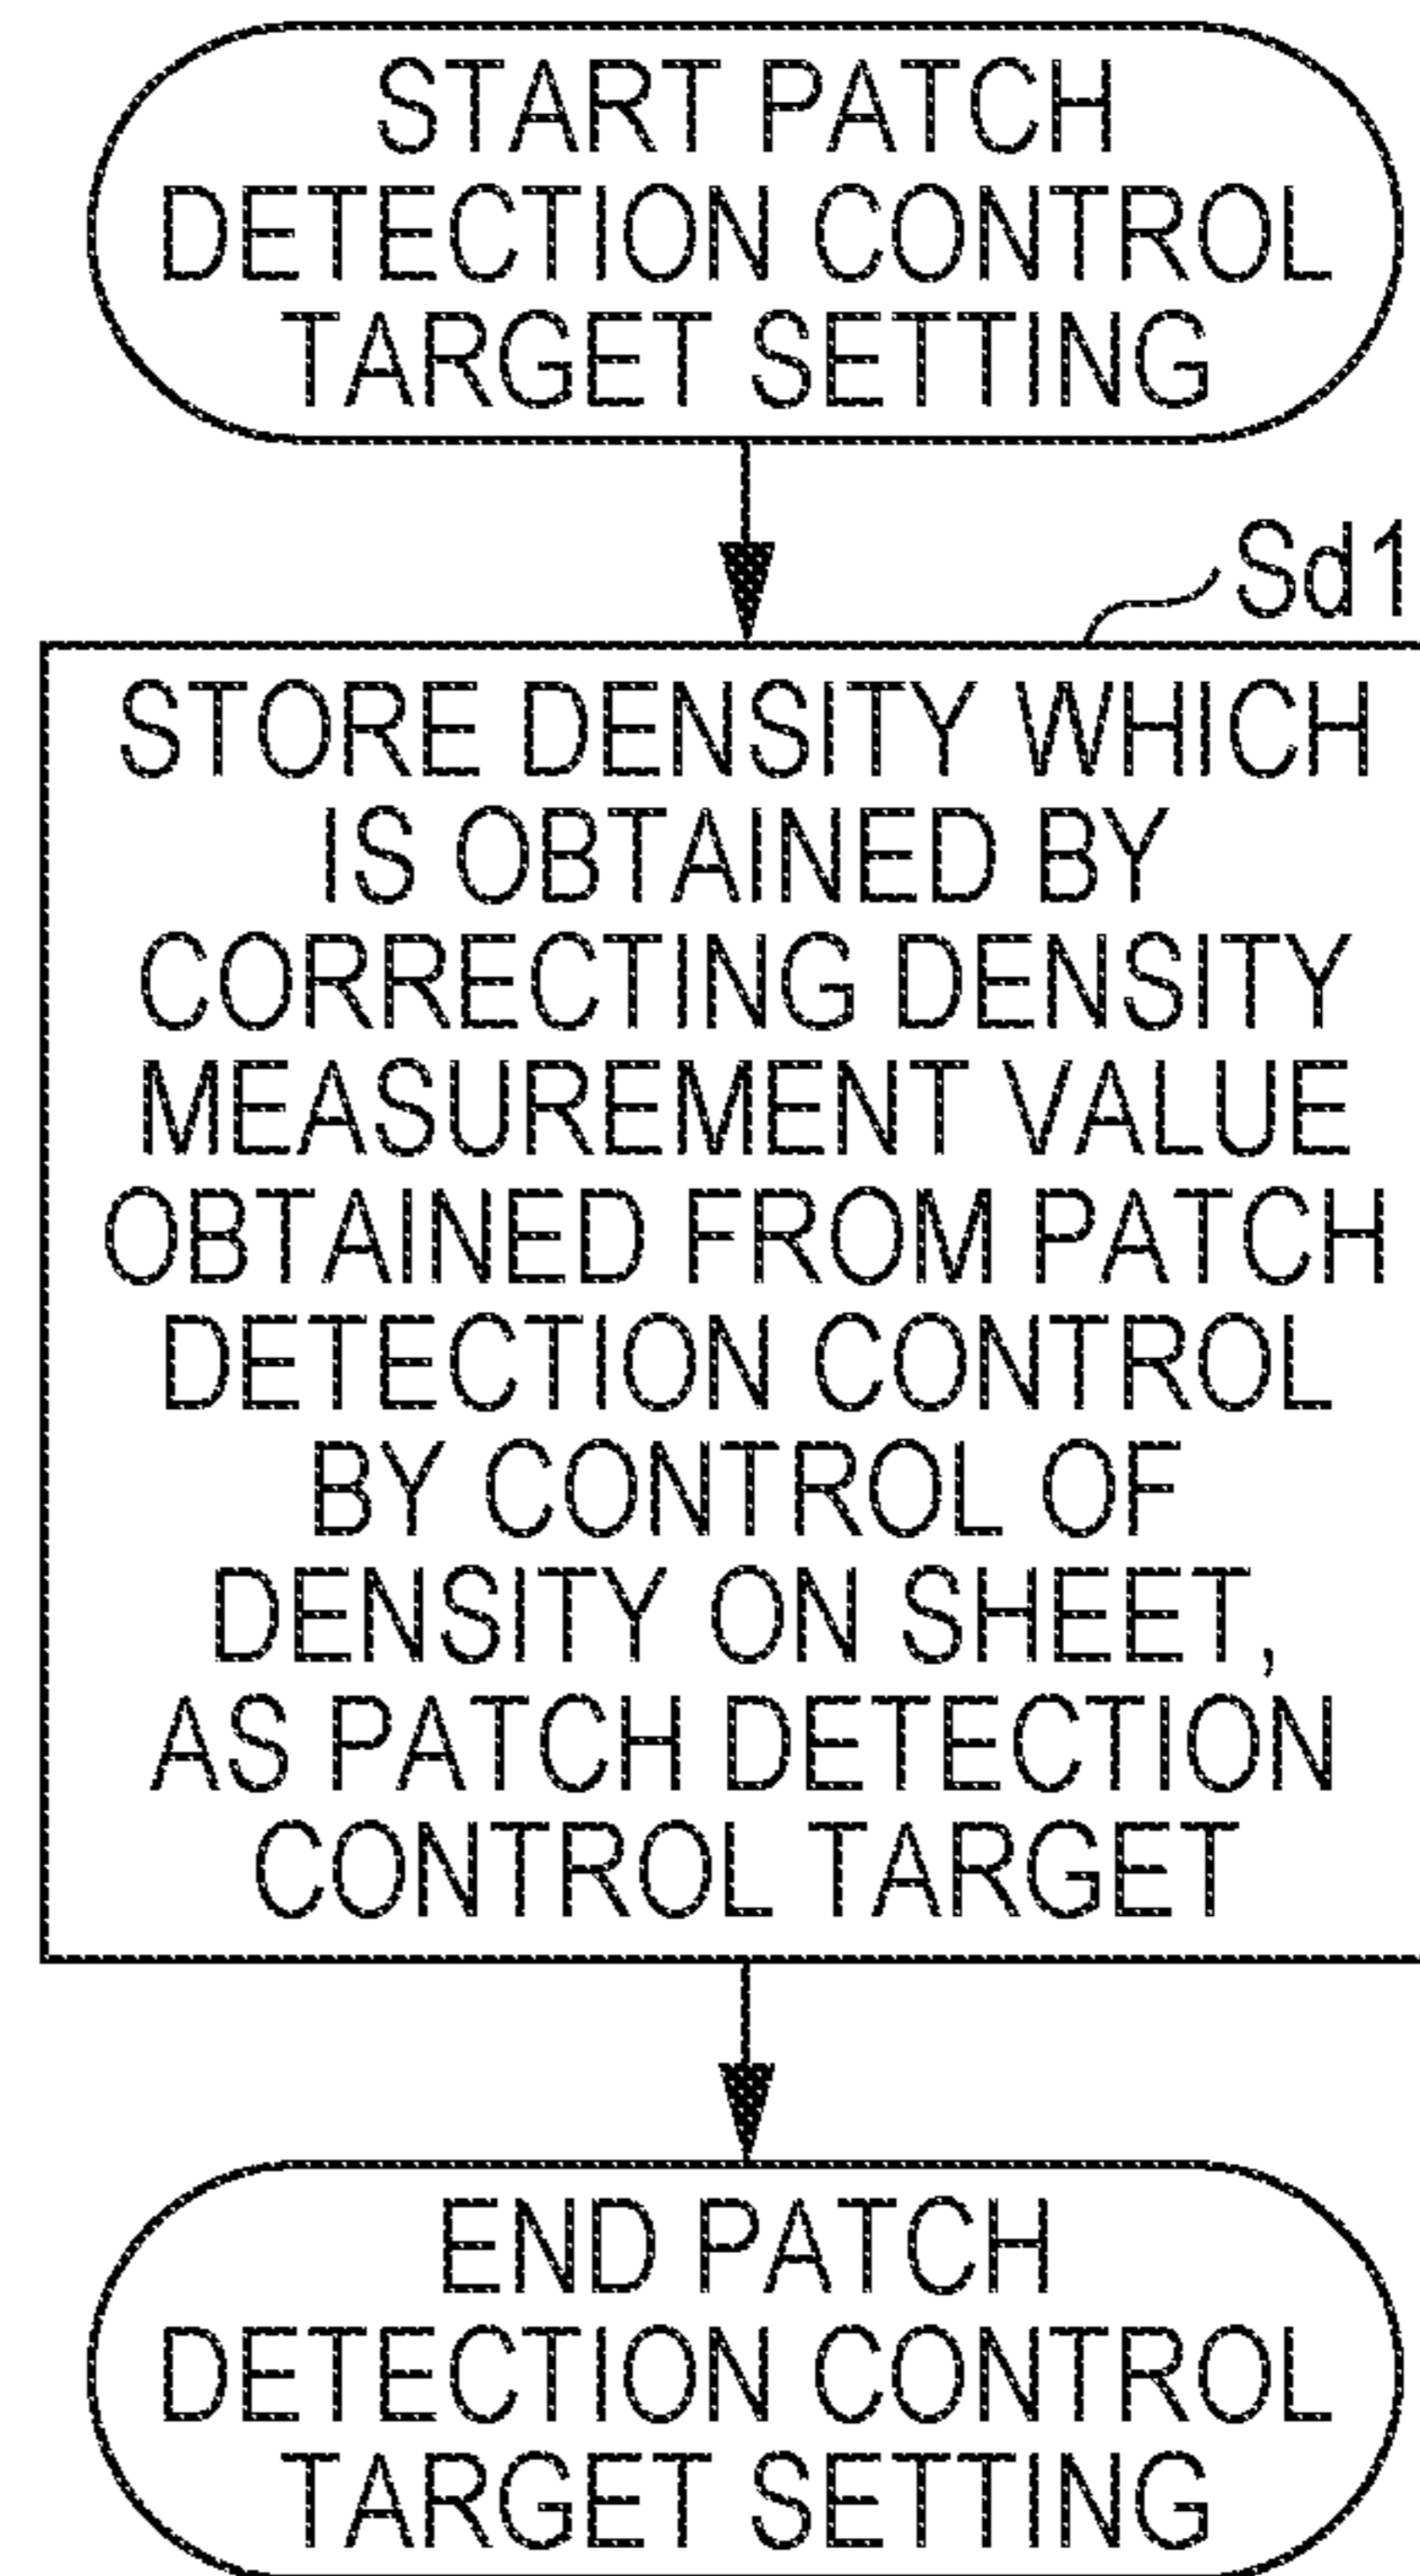 START PATCH
DETECTION CONTROL
TARGET SETTING
Sd1
STORE DENSITY WHICH
IS OBTAINED BY
CORRECTING DENSITY
MEASUREMENT VALUE
OBTAINED FROM PATCH
DETECTION CONTROL
BY CONTROL OF
DENSITY ON SHEET,
AS PATCH DETECTION
CONTROL TARGET
END PATCH
DETECTION CONTROL
TARGET SETTING